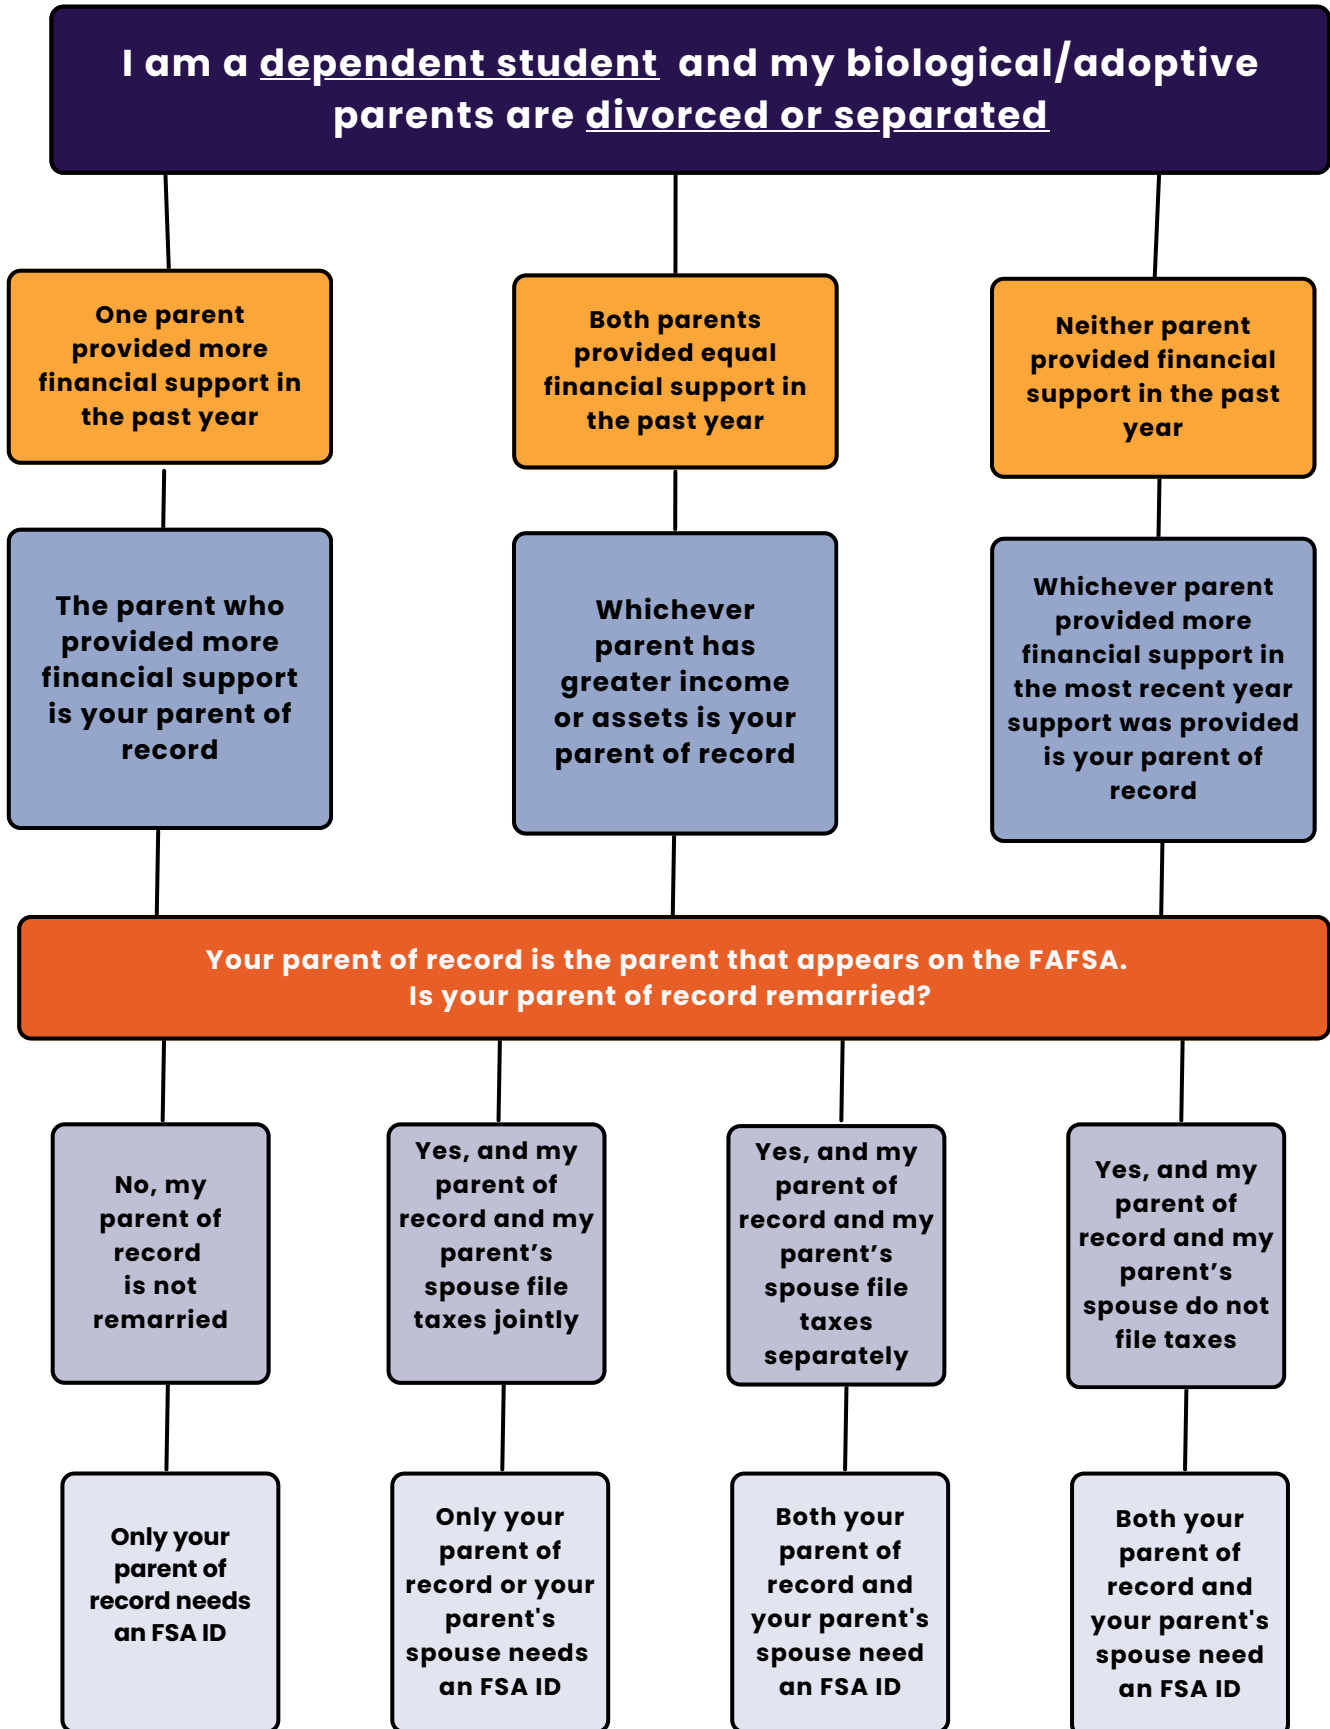 I am a dependent student and my biological/adoptive
parents are divorced or separated
One parent
provided more
financial support in
the past year
Both parents
provided equal
financial support in
the past year
Neither parent
provided financial
support in the past
year
The parent who
provided more
financial support
is your parent of
record
Whichever
parent has
greater income
or assets is your
parent of record
Whichever parent
provided more
financial support in
the most recent year
support was provided
is your parent of
record
Your parent of record is the parent that appears on the FAFSA.
Is your parent of record remarried?
No, my
parent of
record
is not
remarried
Yes, and my
parent of
record and my
parent’s
spouse file
taxes jointly
Yes, and my
parent of
record and my
parent’s
spouse file
taxes
separately
Yes, and my
parent of
record and my
parent’s
spouse do not
file taxes
Only your
parent of
record needs
an FSA ID
Only your
parent of
record or your
parent's
spouse needs
an FSA ID
Both your
parent of
record and
your parent's
spouse need
an FSA ID
Both your
parent of
record and
your parent's
spouse need
an FSA ID